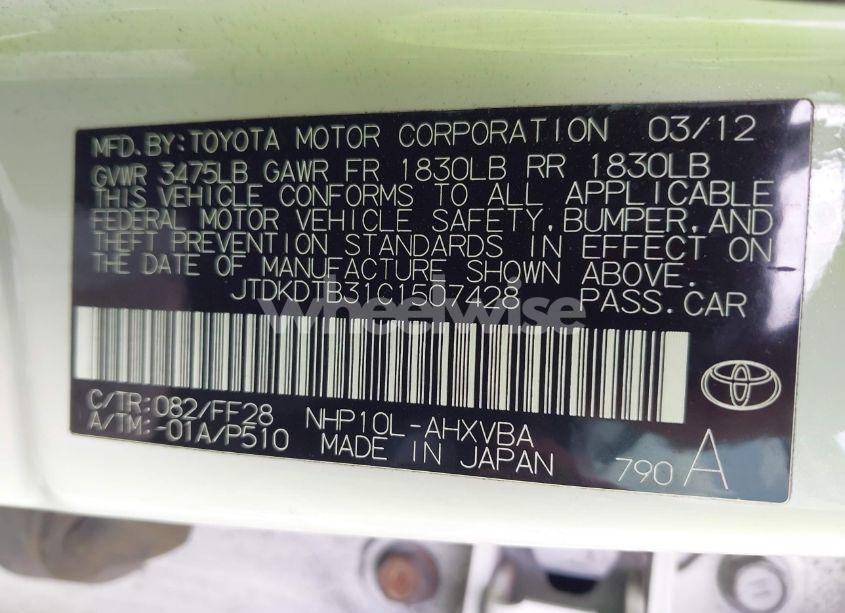 MFD.BY:TOYOTA MOTOR CORPORATION 03/12
GVWR 3475LB GAWR FR 1830LB RR 1830LB
THIS VEHICLE CONFORMS TO ALL APPLICABLE
FEDERAL MOTOR VEHICLE SAFETY,BUMPER,AND
THEFT PREVENTION STANDARDS IN EFFECT ON
THE DATE OF MANUFACTURE SHOWN ABOVE.
JTDKDTB31C1507428 PASS.CAR
wheelwise
C/TR:082/FF28 NHP10L-AHXVBA
A/TM:-01A/P510 MADE IN JAPAN 790 A